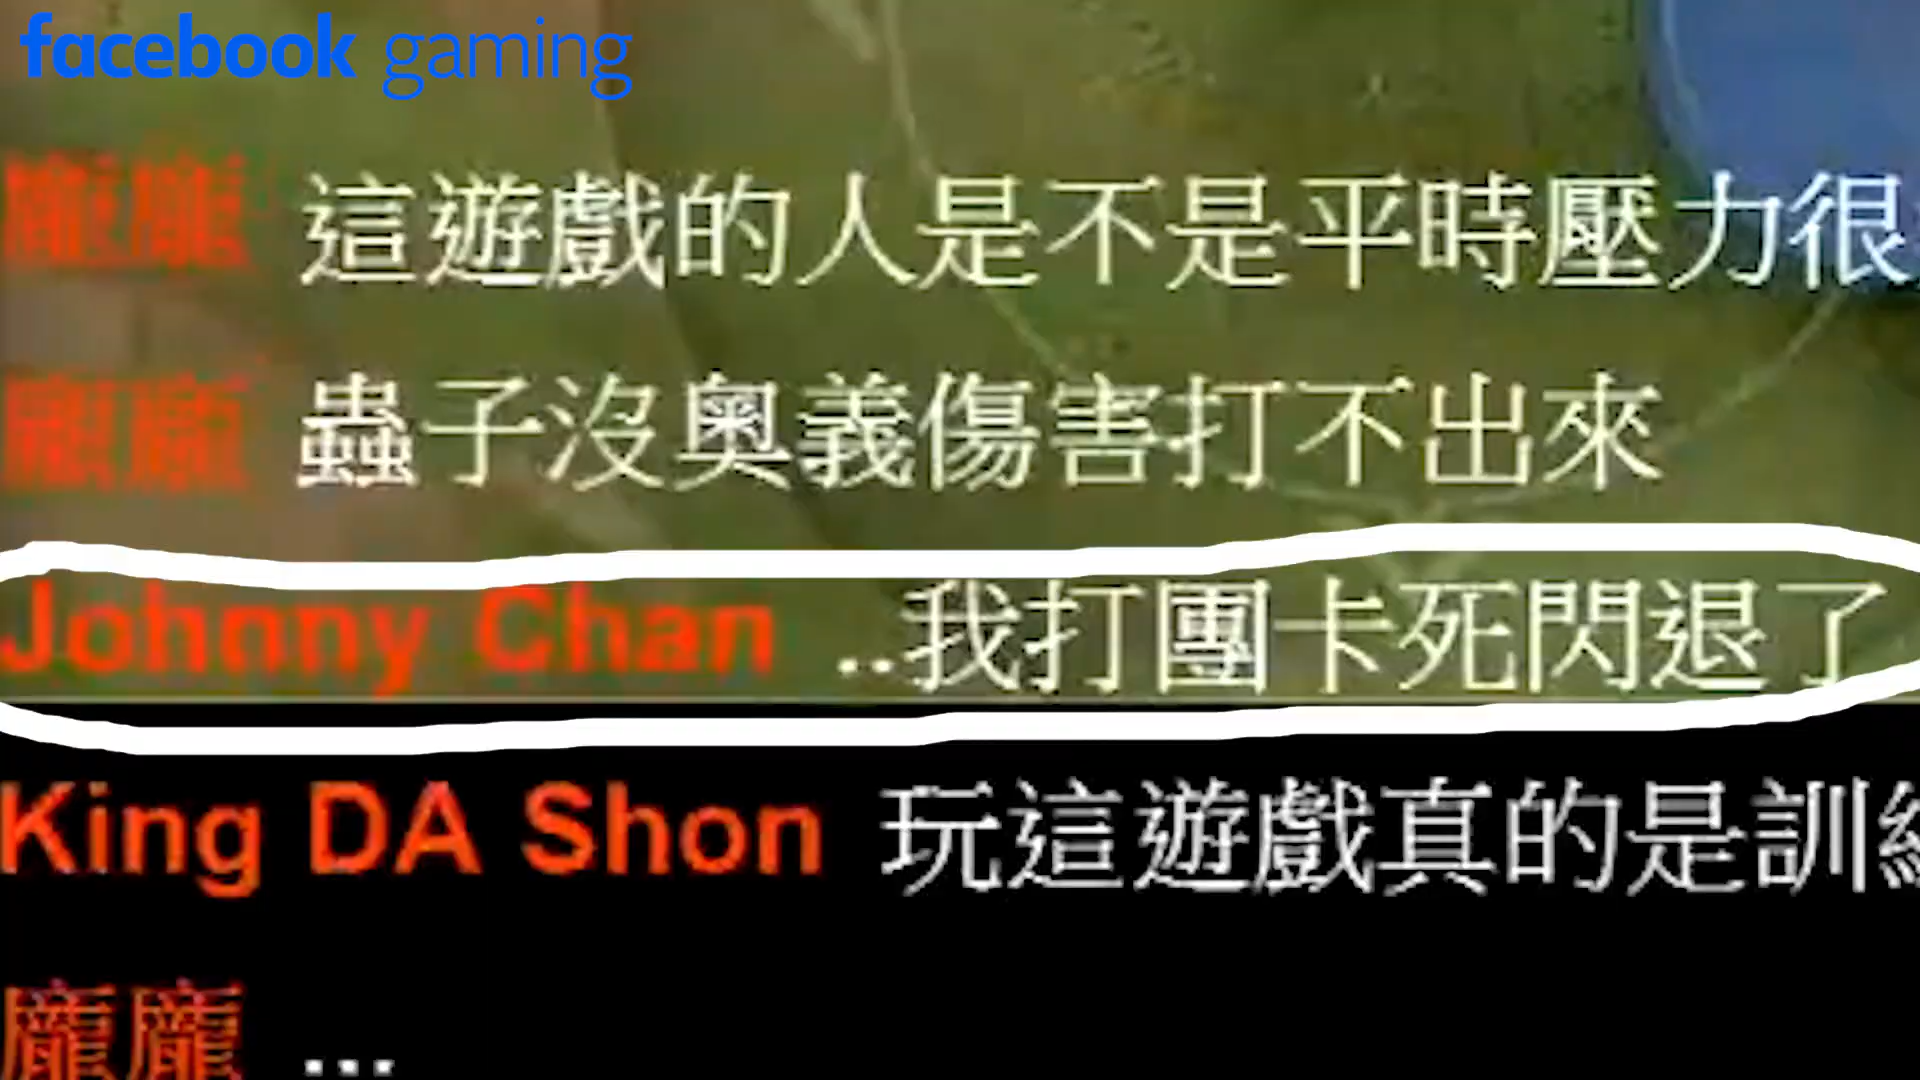 facebook gaming
龐龐 這遊戲的人是不是平時壓力很
龐龐 蟲子沒奧義傷害打不出來
Johnny Chan ..我打團卡死閃退了
King DA Shon 玩這遊戲真的是訓
龐龐 ...